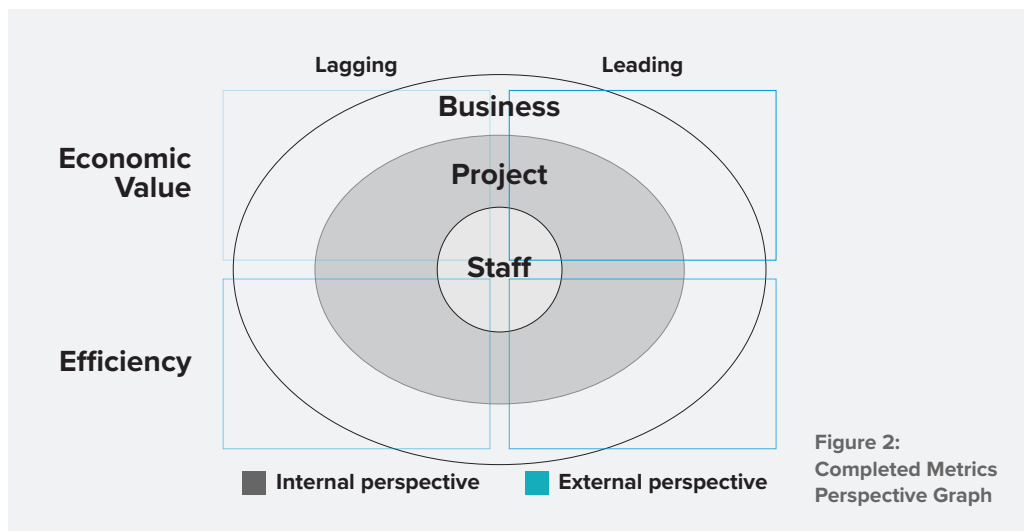 Lagging
Leading
Business
Economic
Value
Project
Staff
Efficiency
Internal perspective
External perspective
Figure 2:
Completed Metrics
Perspective Graph